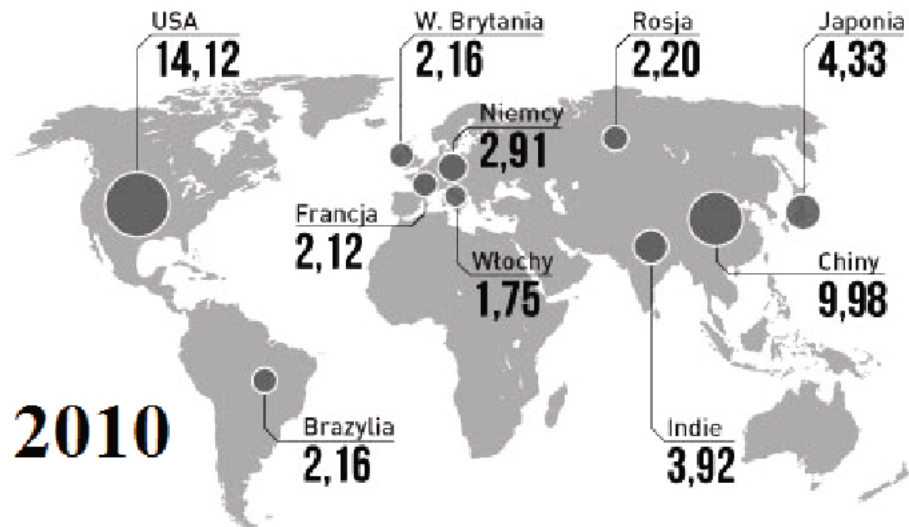 USA
14,12
W. Brytania
2,16
Rosja
2,20
Japonia
4,33
Niemcy
2,91
Francja
2,12
Włochy
1,75
Chiny
9,98
2010
Brazylia
2,16
Indie
3,92